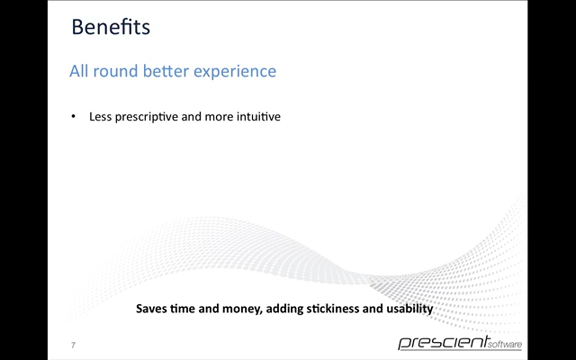 Benefits
All round better experience
• Less prescriptive and more intuitive
Saves time and money, adding stickiness and usability
7
prescient software